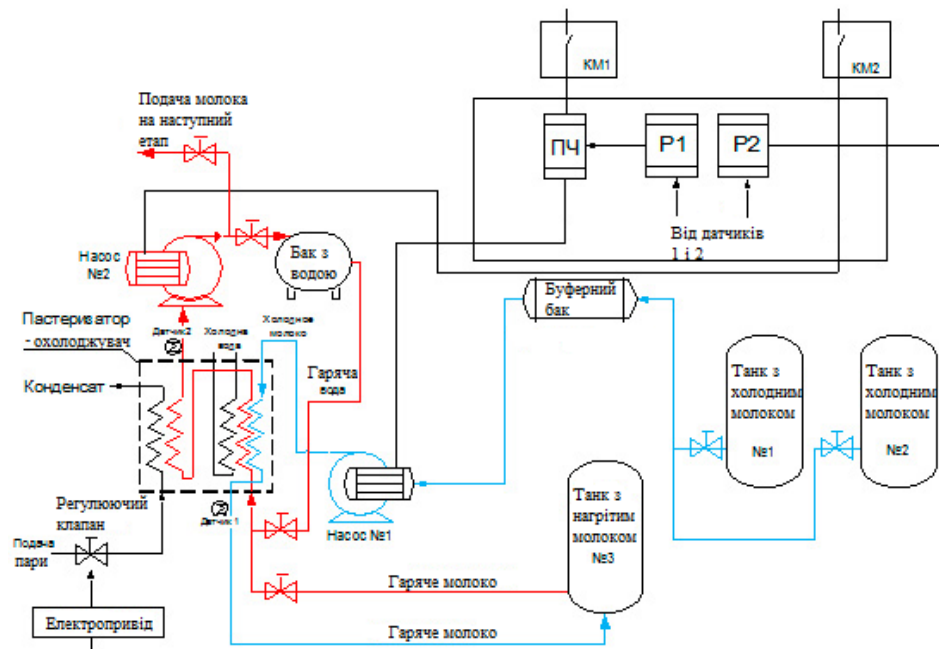 КМ1
КМ2
Подача молока
на наступний
етап
ПЧ
Р1
Р2
Від датчиків
1 і 2
Насос
№2
Бак з
водою
Буферний
бак
Пастеризатор
- охолоджувач
Датчик2
Холодна
вода
Холодное
молоко
Конденсат
Гаряча
вода
Танк з
холодним
молоком
№1
Танк з
холодним
молоком
№2
Регулюючий
клапан
Датчик 1
Насос №1
Танк з
нагрітим
молоком
№3
Подача
пари
Гаряче молоко
Електропривід
Гаряче молоко